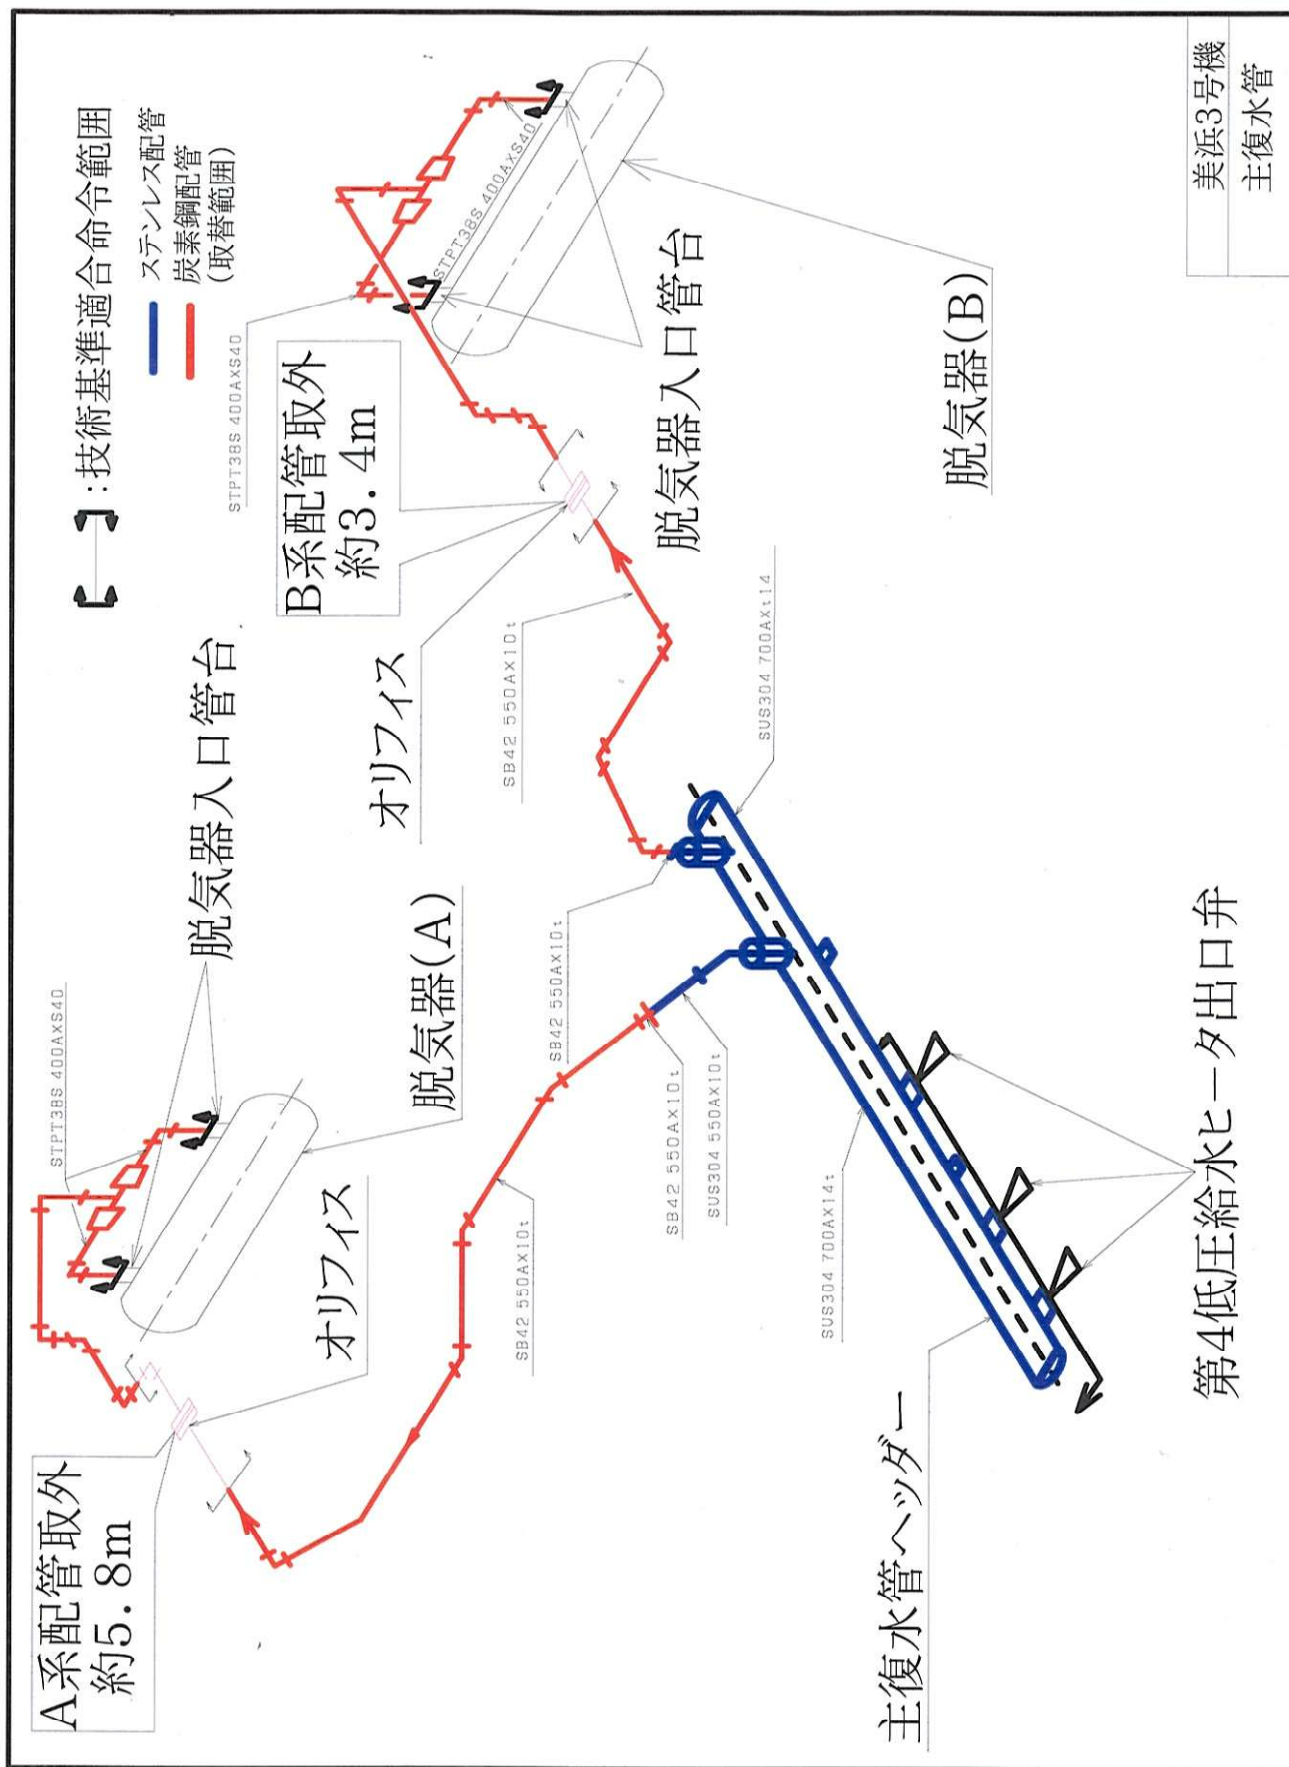 A系配管取外
約5.8m
STPT38S 400AXS40
脱気器入口管台
脱気器(A)
オリフィス
SB42 550AX10t
SB42 550AX10t
SUS304 550AX10t
SB42 550AX10t
SUS304 700AX14t
主復水管ヘッダー
第4低圧給水ヒータ出口弁
:技術基準適合命令範囲
ステンレス配管
炭素鋼配管
(取替範囲)
STPT38S 400AXS40
B系配管取外
約3.4m
オリフィス
SB42 550AX10t
SUS304 700AXt14
STPT38S 400AXS40
脱気器入口管台
脱気器(B)
美浜3号機
主復水管